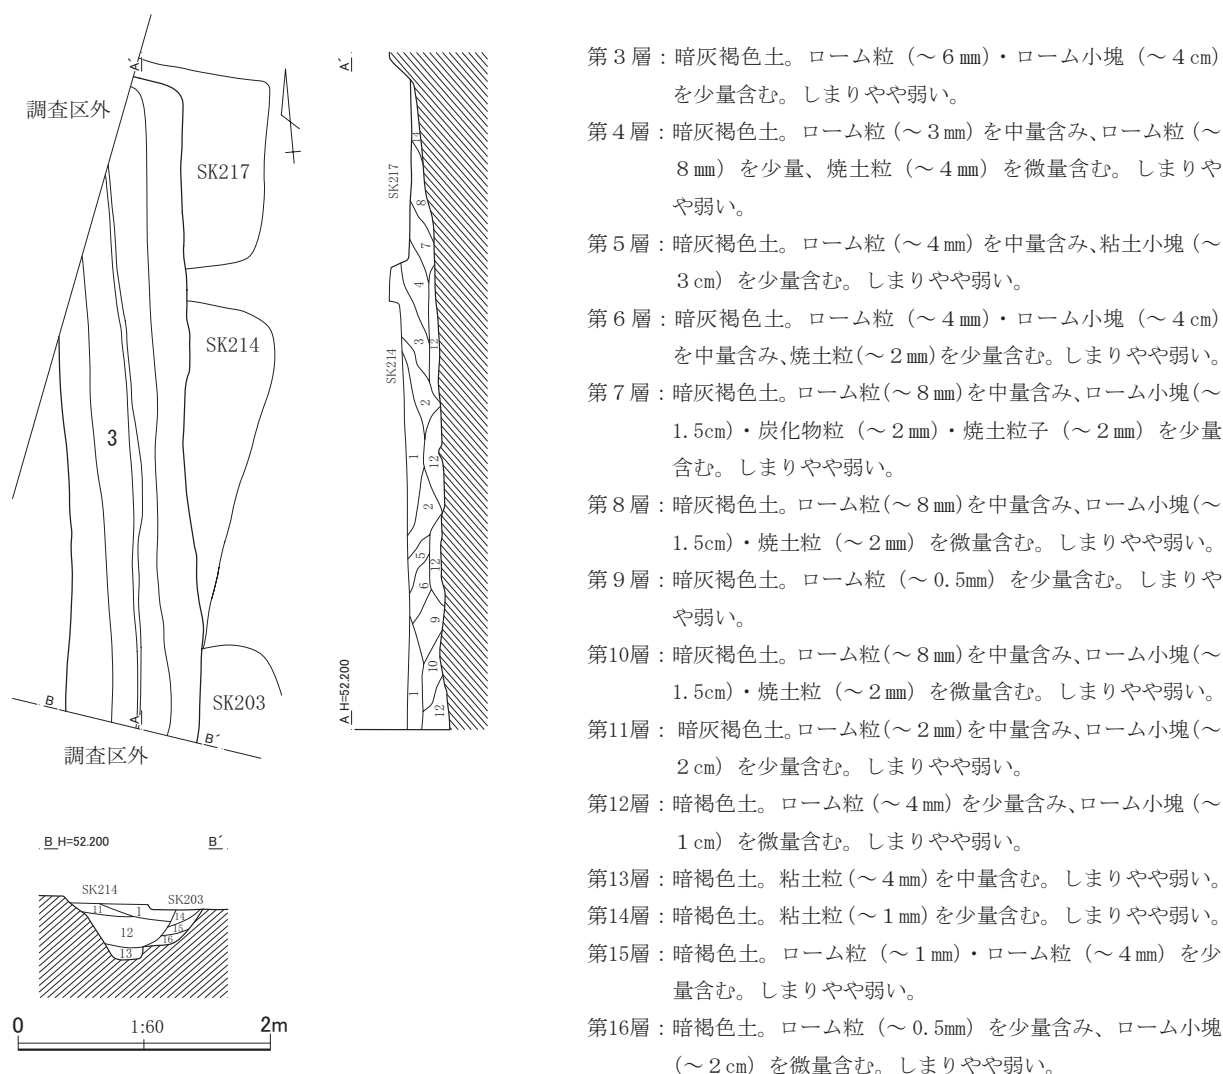 調査区外
A´
SK217
SK214
3
SK203
B
A
B´
調査区外
A´
SK217
SK214
14
8
7
4
3
12
2
1
12
2
5
12
6
9
10
1
12
A H=52.200
B H=52.200
B´
SK214
SK203
11
1
14
15
16
12
13
0
1:60
2m
第３層：暗灰褐色土。ローム粒（～６㎜）・ローム小塊（～４㎝）
を少量含む。しまりやや弱い。
第４層：暗灰褐色土。ローム粒（～３㎜）を中量含み、ローム粒（～
８㎜）を少量、焼土粒（～４㎜）を微量含む。しまりや
や弱い。
第５層：暗灰褐色土。ローム粒（～４㎜）を中量含み、粘土小塊（～
３㎝）を少量含む。しまりやや弱い。
第６層：暗灰褐色土。ローム粒（～４㎜）・ローム小塊（～４㎝）
を中量含み、焼土粒（～２㎜）を少量含む。しまりやや弱い。
第７層：暗灰褐色土。ローム粒（～８㎜）を中量含み、ローム小塊（～
1.5cm）・炭化物粒（～２㎜）・焼土粒子（～２㎜）を少量
含む。しまりやや弱い。
第８層：暗灰褐色土。ローム粒（～８㎜）を中量含み、ローム小塊（～
1.5cm）・焼土粒（～２㎜）を微量含む。しまりやや弱い。
第９層：暗灰褐色土。ローム粒（～0.5mm）を少量含む。しまりや
や弱い。
第10層：暗灰褐色土。ローム粒（～８㎜）を中量含み、ローム小塊（～
1.5cm）・焼土粒（～２㎜）を微量含む。しまりやや弱い。
第11層：暗灰褐色土。ローム粒（～２㎜）を中量含み、ローム小塊（～
２㎝）を少量含む。しまりやや弱い。
第12層：暗褐色土。ローム粒（～４㎜）を少量含み、ローム小塊（～
１㎝）を微量含む。しまりやや弱い。
第13層：暗褐色土。粘土粒（～４㎜）を中量含む。しまりやや弱い。
第14層：暗褐色土。粘土粒（～１㎜）を少量含む。しまりやや弱い。
第15層：暗褐色土。ローム粒（～１㎜）・ローム粒（～４㎜）を少
量含む。しまりやや弱い。
第16層：暗褐色土。ローム粒（～0.5mm）を少量含み、ローム小塊
（～２㎝）を微量含む。しまりやや弱い。